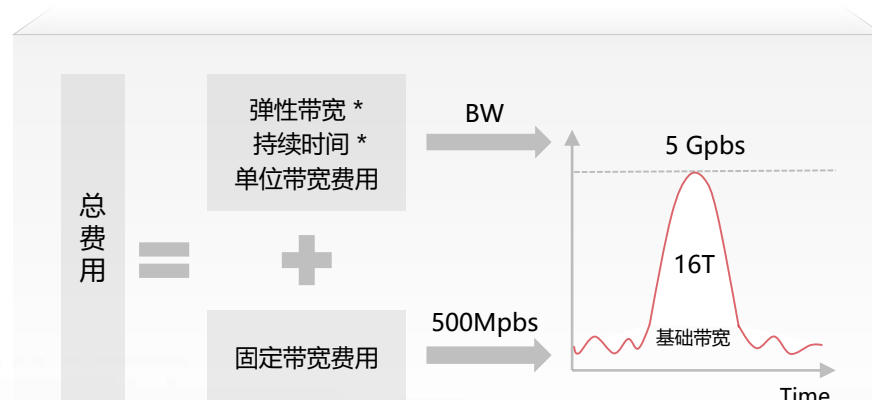 总
费
用
弹性带宽 *
持续时间 *
单位带宽费用
固定带宽费用
BW
500Mpbs
5 Gpbs
16T
基础带宽
Time